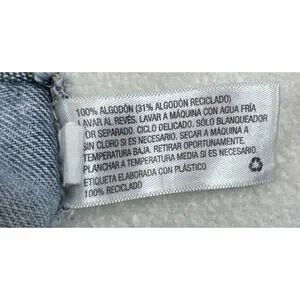 100% ALGODÓN (31% ALGODÓN RECICLADO)
LAVAR AL REVÉS. LAVAR A MÁQUINA CON AGUA FRÍA
POR SEPARADO. CICLO DELICADO. SÓLO BLANQUEADOR
SIN CLORO SI ES NECESARIO. SECAR A MÁQUINA A
TEMPERATURA BAJA. RETIRAR OPORTUNAMENTE.
PLANCHAR A TEMPERATURA MEDIA SI ES NECESARIO.
ETIQUETA ELABORADA CON PLÁSTICO
100% RECICLADO